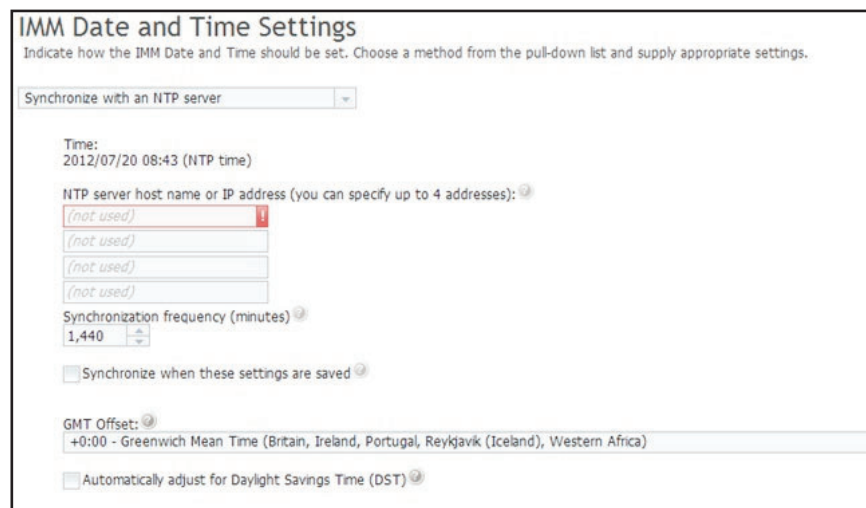 IMM Date and Time Settings
Indicate how the IMM Date and Time should be set. Choose a method from the pull-down list and supply appropriate settings.
Synchronize with an NTP server
Time:
2012/07/20 08:43 (NTP time)
NTP server host name or IP address (you can specify up to 4 addresses): ?
(not used) !
(not used)
(not used)
(not used)
Synchronization frequency (minutes) ?
1,440
Synchronize when these settings are saved ?
GMT Offset: ?
+0:00 - Greenwich Mean Time (Britain, Ireland, Portugal, Reykjavik (Iceland), Western Africa)
Automatically adjust for Daylight Savings Time (DST) ?